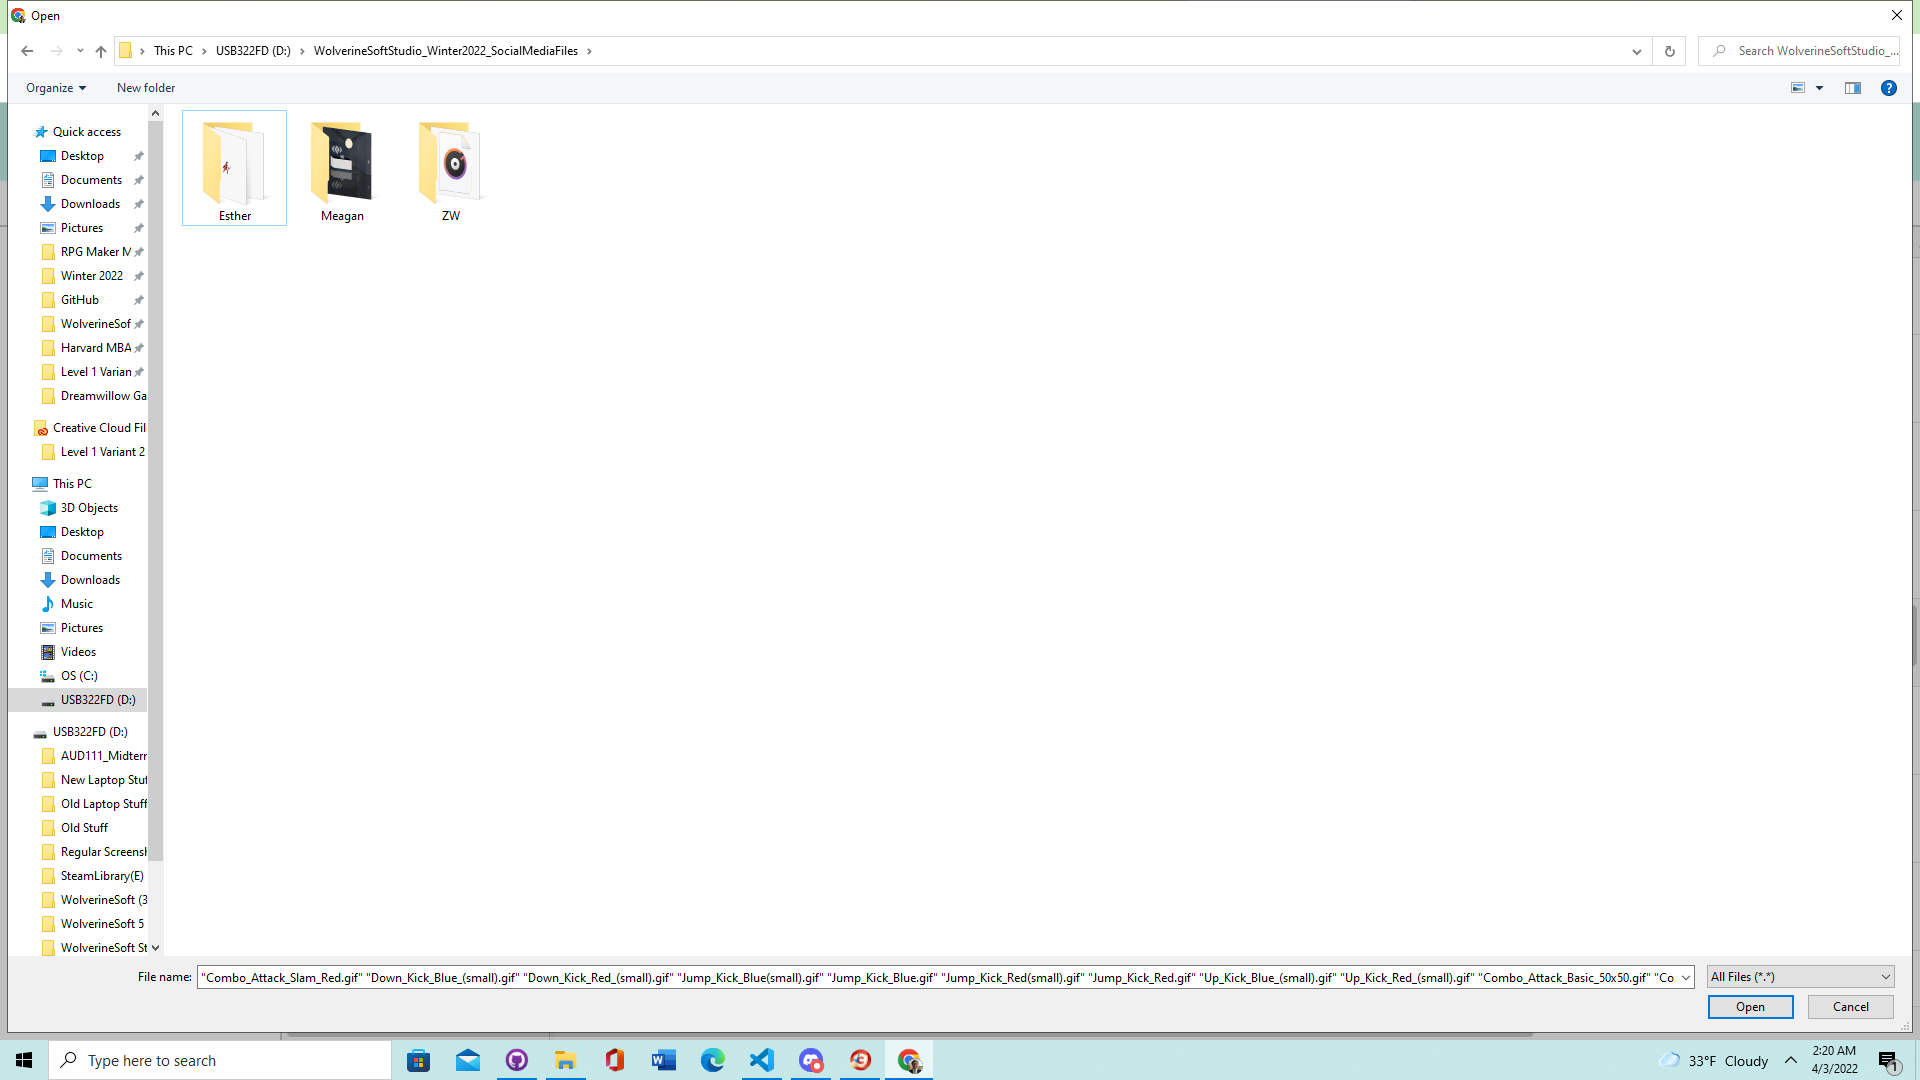 Open
This PC
USB322FD (D:)
WolverineSoftStudio_Winter2022_SocialMediaFiles
Search WolverineSoftStudio_...
Organize
New folder
Quick access
Desktop
Documents
Downloads
Pictures
RPG Maker M
Winter 2022
GitHub
WolverineSof
Harvard MBA
Level 1 Varian
Dreamwillow Ga
Creative Cloud Fil
Level 1 Variant 2
This PC
3D Objects
Desktop
Documents
Downloads
Music
Pictures
Videos
OS (C:)
USB322FD (D:)
USB322FD (D:)
AUD111_Midterm
New Laptop Stuf
Old Laptop Stuff
Old Stuff
Regular Screensh
SteamLibrary(E)
WolverineSoft (3
WolverineSoft 5
WolverineSoft St
Esther
Meagan
ZW
File name:
"Combo_Attack_Slam_Red.gif" "Down_Kick_Blue_(small).gif" "Down_Kick_Red_(small).gif" "Jump_Kick_Blue(small).gif" "Jump_Kick_Blue.gif" "Jump_Kick_Red(small).gif" "Jump_Kick_Red.gif" "Up_Kick_Blue_(small).gif" "Up_Kick_Red_(small).gif" "Combo_Attack_Basic_50x50.gif" "Co
All Files (*.*)
Open
Cancel
Type here to search
33°F Cloudy
2:20 AM
4/3/2022
1